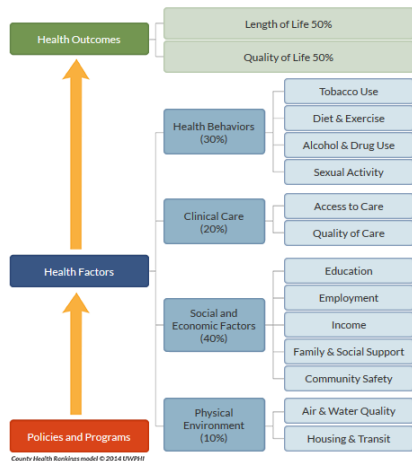 Health Outcomes
Length of Life 50%
Quality of Life 50%
Health Behaviors
(30%)
Tobacco Use
Diet & Exercise
Alcohol & Drug Use
Sexual Activity
Clinical Care
(20%)
Access to Care
Quality of Care
Health Factors
Social and
Economic Factors
(40%)
Education
Employment
Income
Family & Social Support
Community Safety
Physical
Environment
(10%)
Air & Water Quality
Housing & Transit
Policies and Programs
County Health Rankings model © 2014 UWPHI